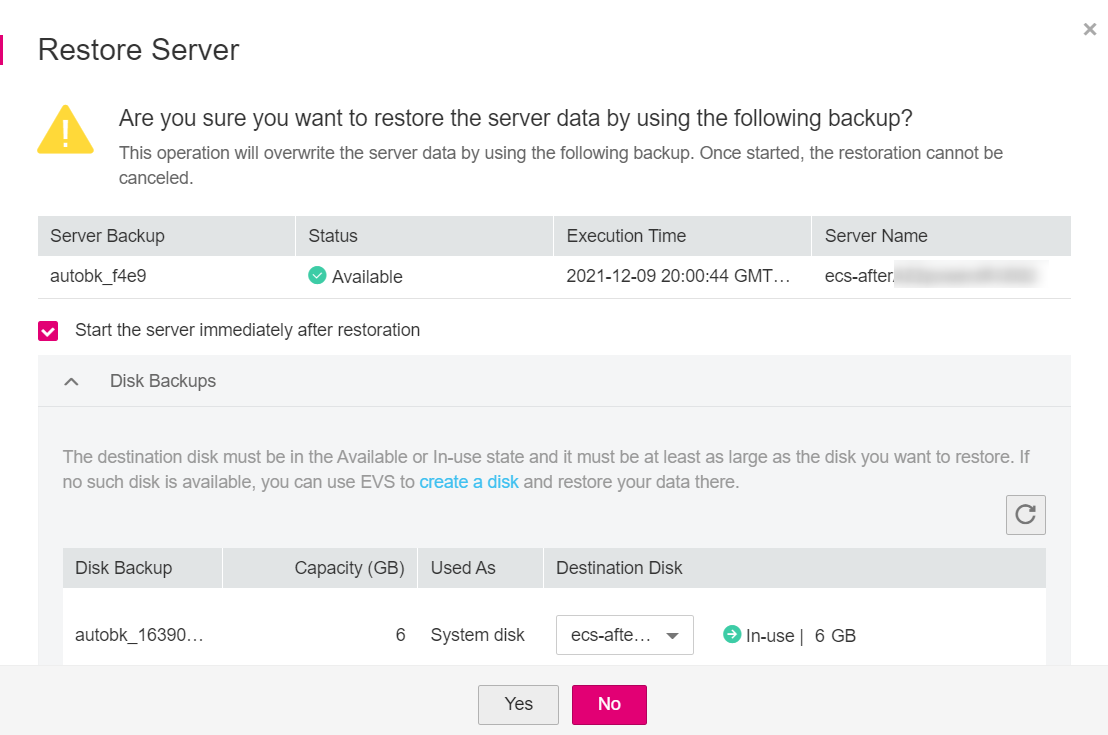 Restore Server
Are you sure you want to restore the server data by using the following backup?
This operation will overwrite the server data by using the following backup. Once started, the restoration cannot be
canceled.
Server Backup Status Execution Time Server Name
autobk_f4e9 Available 2021-12-09 20:00:44 GMT… ecs-after
Start the server immediately after restoration
Disk Backups
The destination disk must be in the Available or In-use state and it must be at least as large as the disk you want to restore. If
no such disk is available, you can use EVS to create a disk and restore your data there.
Disk Backup Capacity (GB) Used As Destination Disk
autobk_16390… 6 System disk ecs-afte… In-use | 6 GB
Yes No